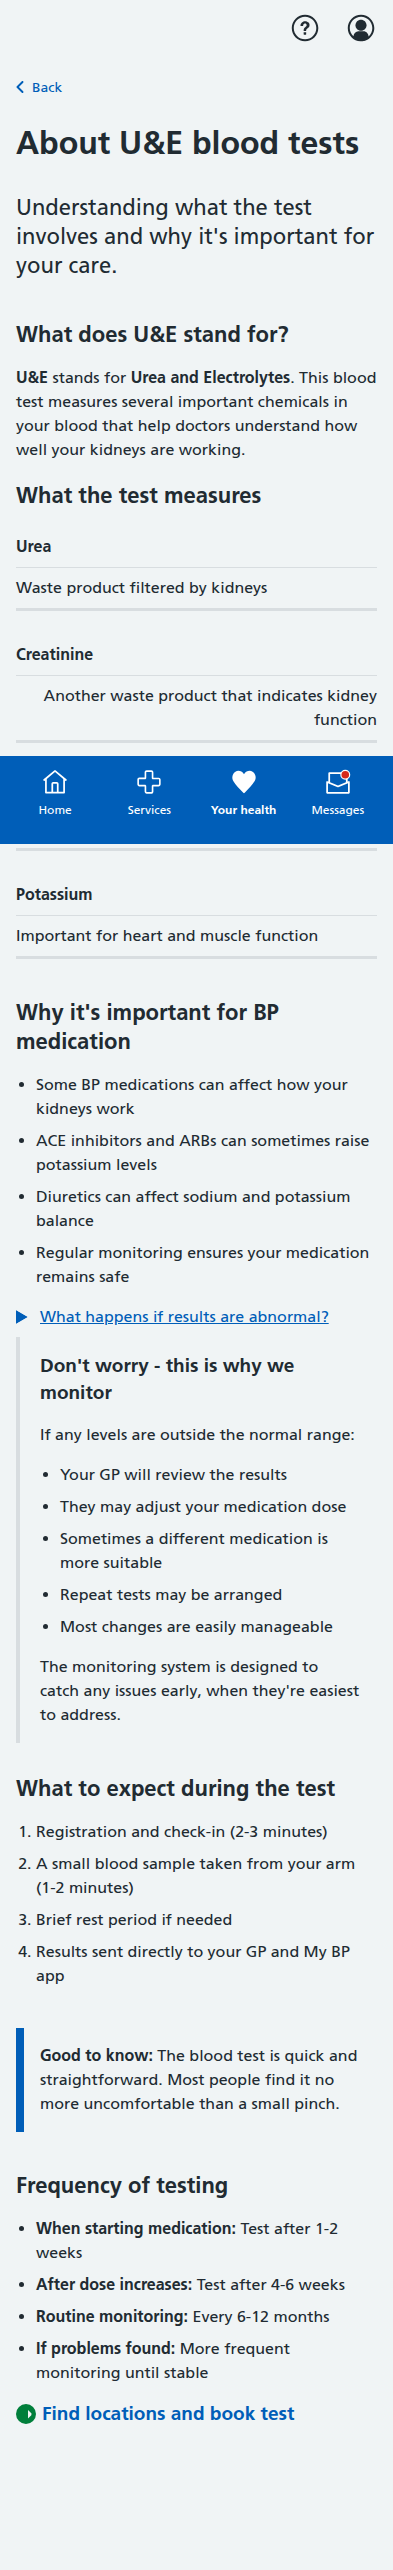 ?
Back
About U&E blood tests
Understanding what the test
involves and why it's important for
your care.
What does U&E stand for?
U&E stands for Urea and Electrolytes. This blood
test measures several important chemicals in
your blood that help doctors understand how
well your kidneys are working.
What the test measures
Urea
Waste product filtered by kidneys
Creatinine
Another waste product that indicates kidney
function
Home
Services
Your health
Messages
Potassium
Important for heart and muscle function
Why it's important for BP
medication
• Some BP medications can affect how your
kidneys work
• ACE inhibitors and ARBs can sometimes raise
potassium levels
• Diuretics can affect sodium and potassium
balance
• Regular monitoring ensures your medication
remains safe
What happens if results are abnormal?
Don't worry - this is why we
monitor
If any levels are outside the normal range:
• Your GP will review the results
• They may adjust your medication dose
• Sometimes a different medication is
more suitable
• Repeat tests may be arranged
• Most changes are easily manageable
The monitoring system is designed to
catch any issues early, when they're easiest
to address.
What to expect during the test
1. Registration and check-in (2-3 minutes)
2. A small blood sample taken from your arm
(1-2 minutes)
3. Brief rest period if needed
4. Results sent directly to your GP and My BP
app
Good to know: The blood test is quick and
straightforward. Most people find it no
more uncomfortable than a small pinch.
Frequency of testing
• When starting medication: Test after 1-2
weeks
• After dose increases: Test after 4-6 weeks
• Routine monitoring: Every 6-12 months
• If problems found: More frequent
monitoring until stable
Find locations and book test